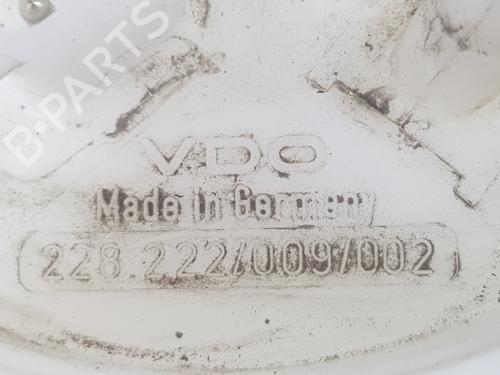 B-PARTS
VDO
Made in Germany
228.222/009/002